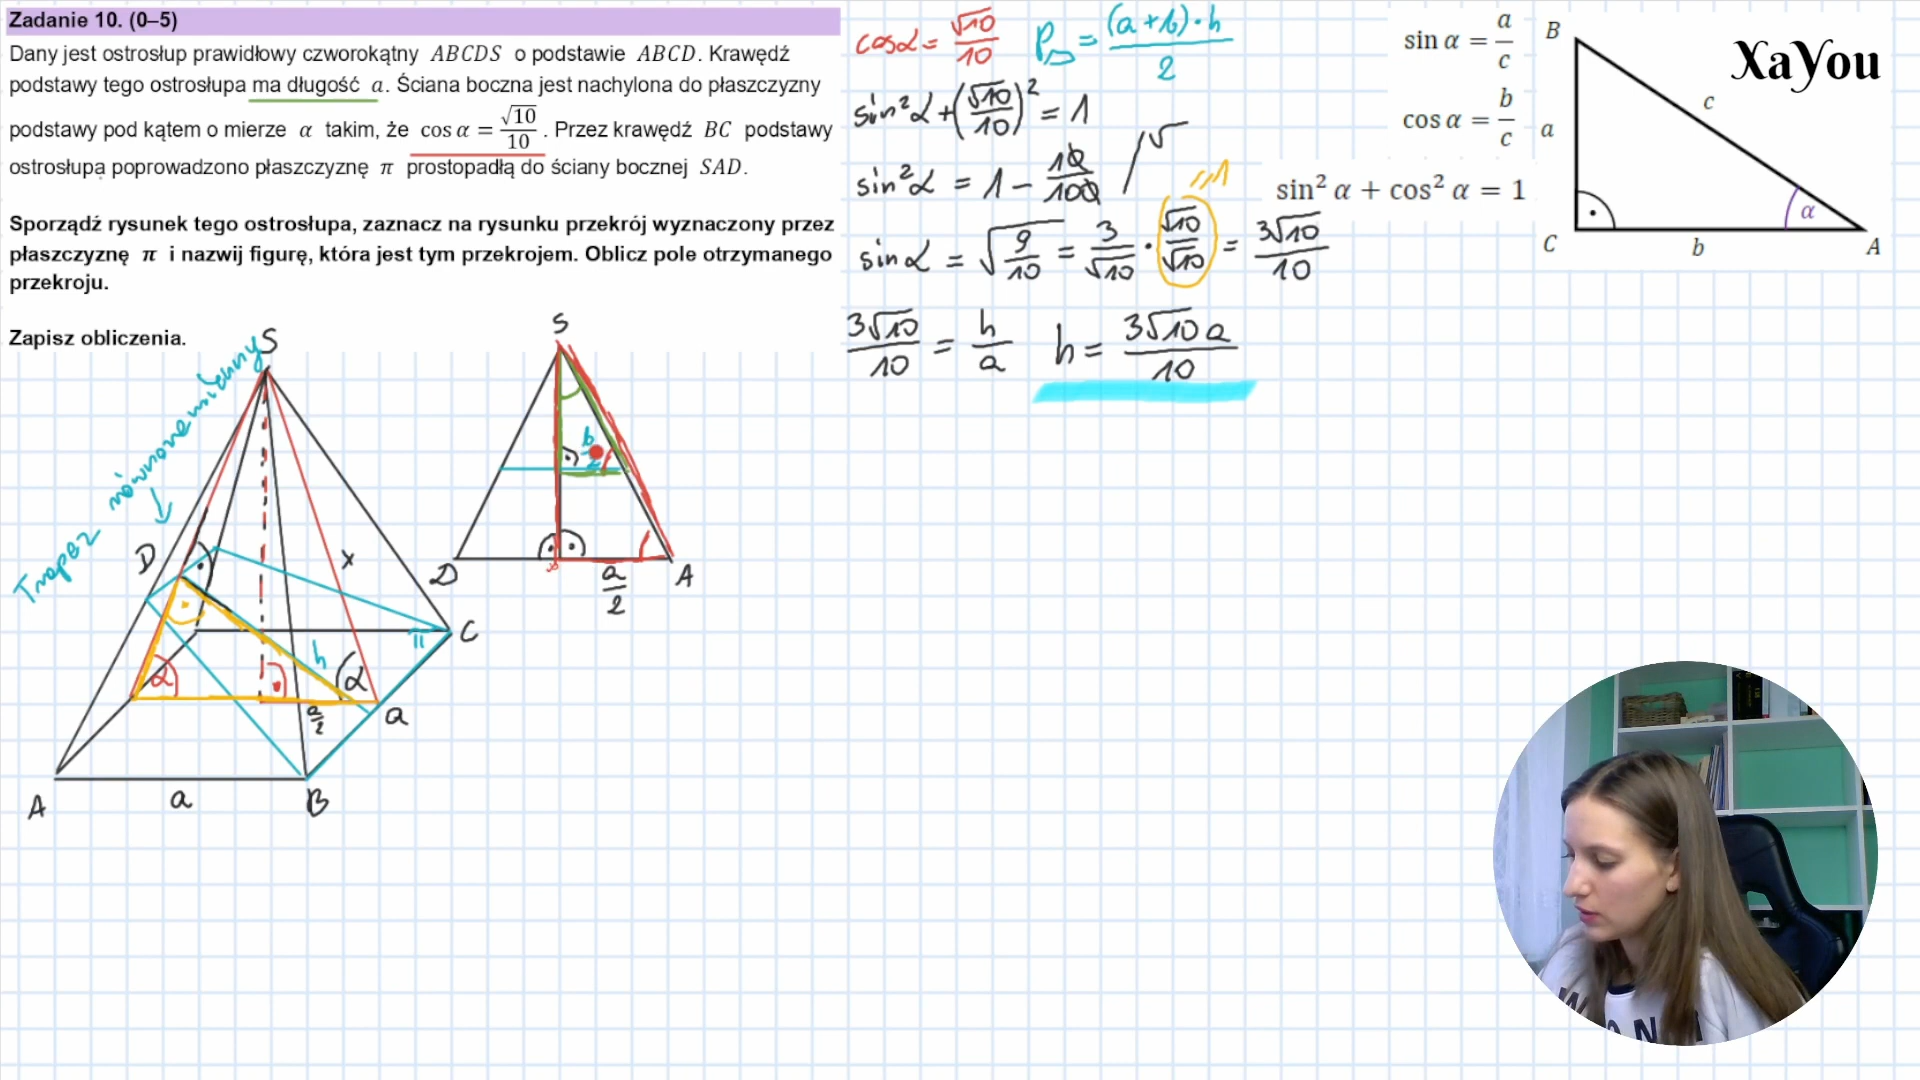 Zadanie 10. (0–5)
Dany jest ostrosłup prawidłowy czworokątny ABCDS o podstawie ABCD. Krawędź
podstawy tego ostrosłupa ma długość a. Ściana boczna jest nachylona do płaszczyzny
podstawy pod kątem o mierze α takim, że cos α = √10/10. Przez krawędź BC podstawy
ostrosłupa poprowadzono płaszczyznę π prostopadłą do ściany bocznej SAD.
Sporządź rysunek tego ostrosłupa, zaznacz na rysunku przekrój wyznaczony przez
płaszczyznę π i nazwij figurę, która jest tym przekrojem. Oblicz pole otrzymanego
przekroju.
Zapisz obliczenia.
Trapez równoramienny
S
D
x
C
π
h
α
α
a/2
a
A
a
B
S
b/2
D
a/2
A
cosα = √10/10
P = (a+b)·h/2
sin²α + (√10/10)² = 1
sin²α = 1 - 10/100 /√
sinα = √9/10 = 3/√10 · √10/√10 = 3√10/10
=1
3√10/10 = h/a h = 3√10a/10
sin α = a/c
cos α = b/c
sin² α + cos² α = 1
B
c
a
α
C
b
A
XaYou